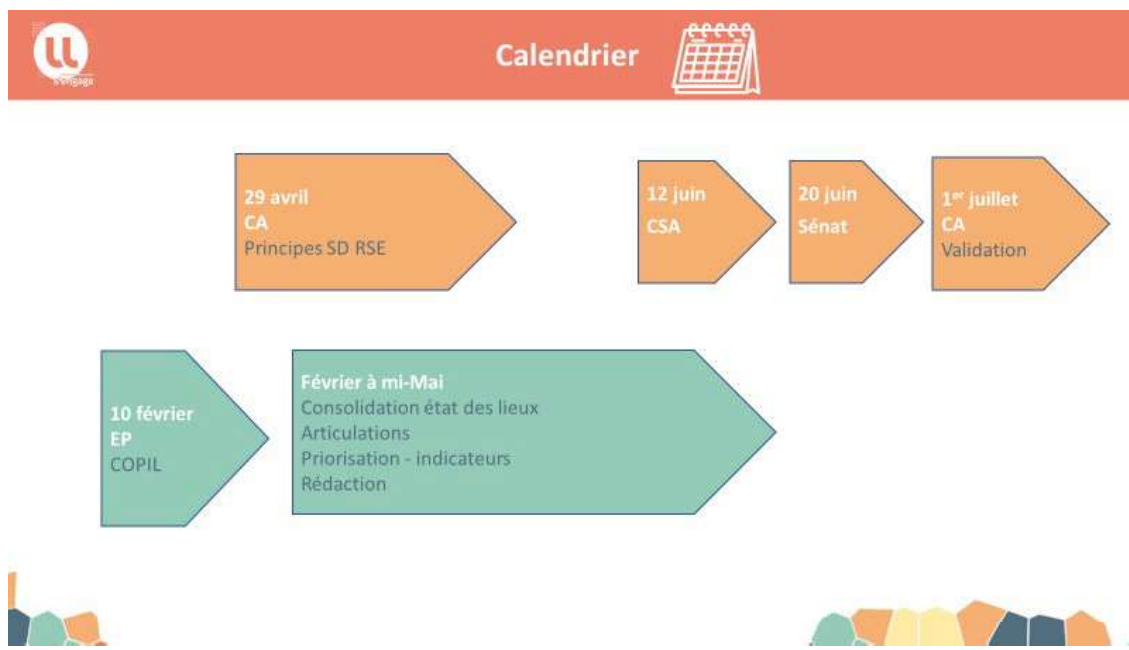 s'engage
Calendrier
29 avril
CA
Principes SD RSE
12 juin
CSA
20 juin
Sénat
1er juillet
CA
Validation
10 février
EP
COPIL
Février à mi-Mai
Consolidation état des lieux
Articulations
Priorisation - indicateurs
Rédaction